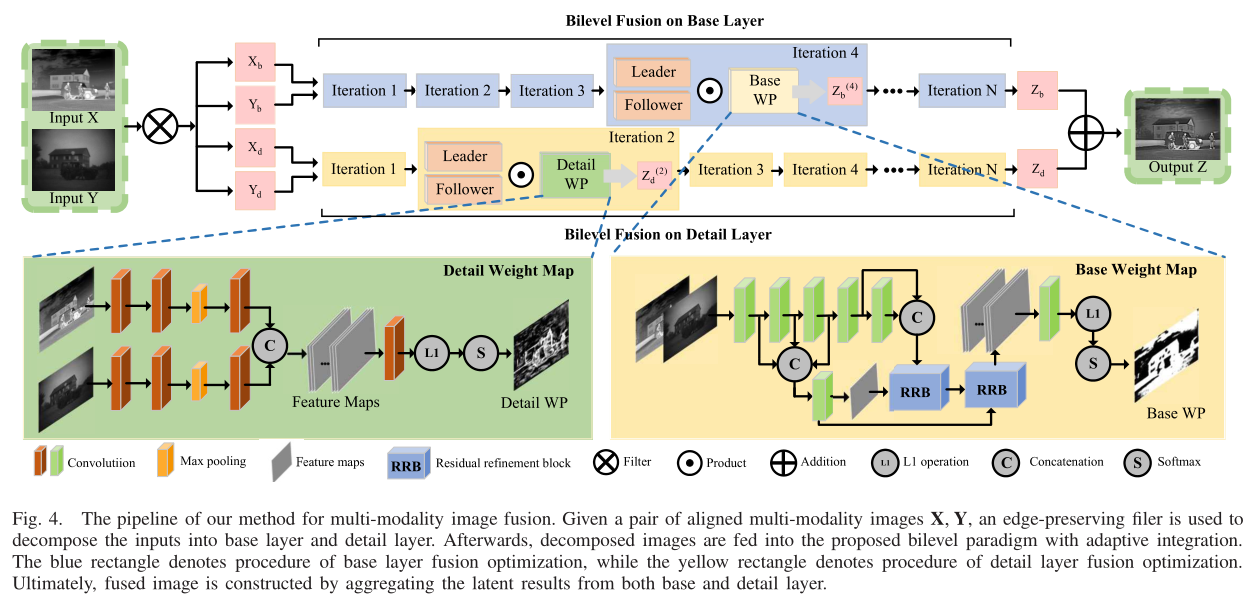 Bilevel Fusion on Base Layer
Input X
Input Y
X_b
Y_b
X_d
Y_d
Iteration 1
Iteration 2
Iteration 3
Iteration 4
Leader
Follower
Base
WP
Z_b^(4)
Iteration N
Z_b
Iteration 1
Iteration 2
Leader
Follower
Detail
WP
Z_d^(2)
Iteration 3
Iteration 4
Iteration N
Z_d
Output Z
Bilevel Fusion on Detail Layer
Detail Weight Map
C
Feature Maps
L1
S
Detail WP
Base Weight Map
C
C
RRB
RRB
L1
S
Base WP
Convolutiion
Max pooling
Feature maps
RRB
Residual refinement block
Filter
Product
Addition
L1
L1 operation
C
Concatenation
S
Softmax
Fig. 4. The pipeline of our method for multi-modality image fusion. Given a pair of aligned multi-modality images X, Y, an edge-preserving filer is used to
decompose the inputs into base layer and detail layer. Afterwards, decomposed images are fed into the proposed bilevel paradigm with adaptive integration.
The blue rectangle denotes procedure of base layer fusion optimization, while the yellow rectangle denotes procedure of detail layer fusion optimization.
Ultimately, fused image is constructed by aggregating the latent results from both base and detail layer.